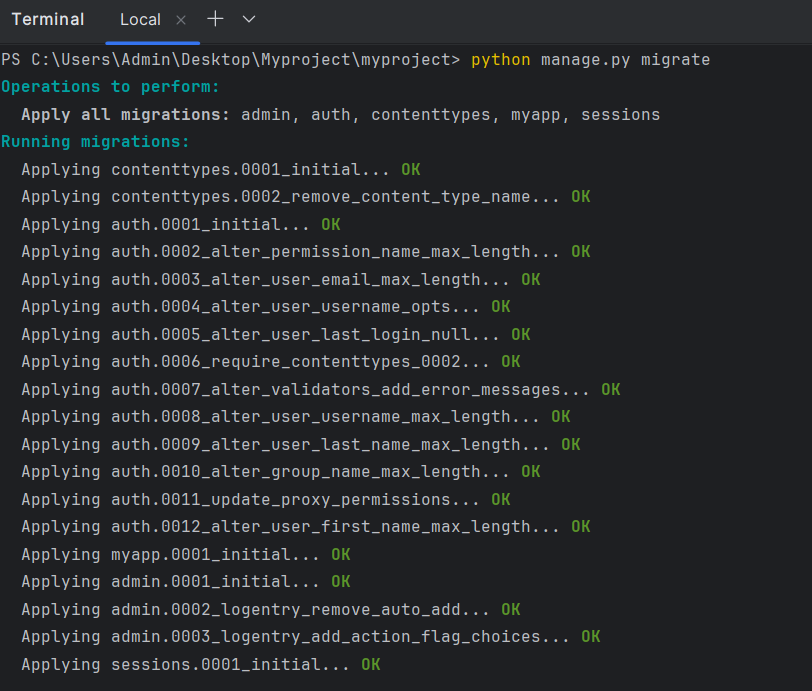 Terminal Local × + 
PS C:\Users\Admin\Desktop\Myproject\myproject> python manage.py migrate
Operations to perform:
  Apply all migrations: admin, auth, contenttypes, myapp, sessions
Running migrations:
  Applying contenttypes.0001_initial... OK
  Applying contenttypes.0002_remove_content_type_name... OK
  Applying auth.0001_initial... OK
  Applying auth.0002_alter_permission_name_max_length... OK
  Applying auth.0003_alter_user_email_max_length... OK
  Applying auth.0004_alter_user_username_opts... OK
  Applying auth.0005_alter_user_last_login_null... OK
  Applying auth.0006_require_contenttypes_0002... OK
  Applying auth.0007_alter_validators_add_error_messages... OK
  Applying auth.0008_alter_user_username_max_length... OK
  Applying auth.0009_alter_user_last_name_max_length... OK
  Applying auth.0010_alter_group_name_max_length... OK
  Applying auth.0011_update_proxy_permissions... OK
  Applying auth.0012_alter_user_first_name_max_length... OK
  Applying myapp.0001_initial... OK
  Applying admin.0001_initial... OK
  Applying admin.0002_logentry_remove_auto_add... OK
  Applying admin.0003_logentry_add_action_flag_choices... OK
  Applying sessions.0001_initial... OK